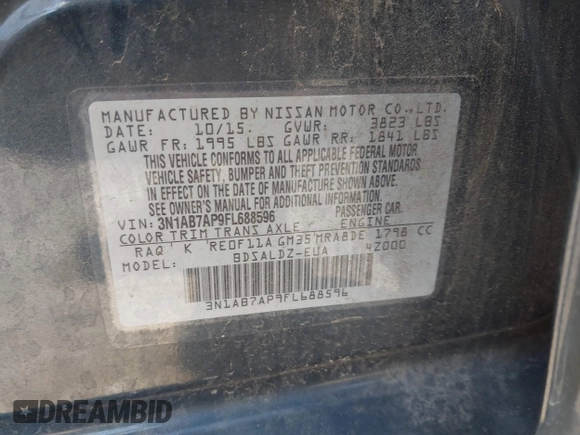 MANUFACTURED BY NISSAN MOTOR CO.,LTD.
DATE: 10/15. GVWR: 3823 LBS
GAWR FR: 1995 LBS GAWR RR: 1841 LBS
THIS VEHICLE CONFORMS TO ALL APPLICABLE FEDERAL MOTOR
VEHICLE SAFETY, BUMPER AND THEFT PREVENTION STANDARDS
IN EFFECT ON THE DATE OF MANUFACTURE SHOWN ABOVE.
SEE OWNER'S MANUAL FOR ADDITIONAL INFORMATION.
VIN: 3N1AB7AP9FL688596 PASSENGER CAR.
COLOR TRIM TRANS AXLE ENGINE
RAQ' K 'RE0F11A GM35'MRA8DE 1798 CC
MODEL: BDSALDZ-EUA 4Z000
3N1AB7AP9FL688596
DREAMBID